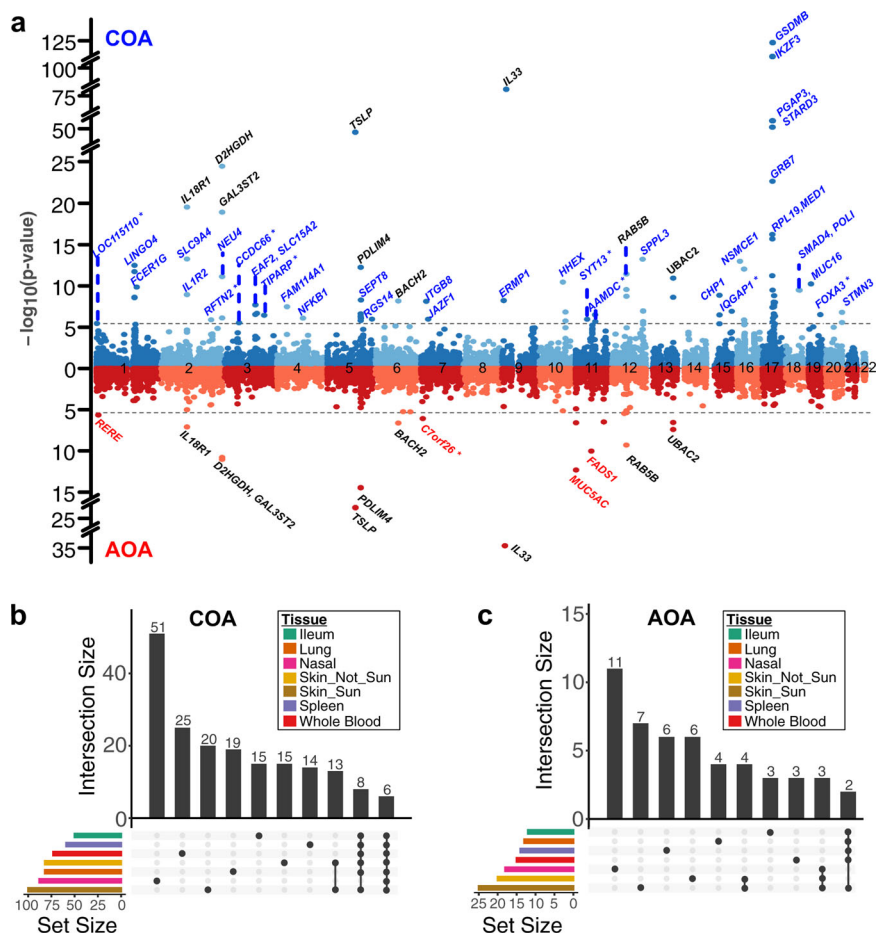 a
COA
−log10(p-value)
125
100
75
50
25
20
15
10
5
0
5
10
15
25
35
AOA
LOC115110 *
LINGO4
FCER1G
IL18R1
SLC9A4
IL1R2
RFTN2 *
D2HGDH
GAL3ST2
NEU4
CCDC66 *
EAF2, SLC15A2
TIPARP *
FAM114A1
NFKB1
TSLP
PDLIM4
SEPT8
RGS14
BACH2
ITGB8
JAZF1
IL33
ERMP1
HHEX
SYT13 *
AAMDC *
RAB5B
SPPL3
UBAC2
CHP1
IQGAP1 *
NSMCE1
GSDMB
IKZF3
PGAP3,
STARD3
GRB7
RPL19,MED1
SMAD4, POLI
MUC16
FOXA3 *
STMN3
1 2 3 4 5 6 7 8 9 10 11 12 13 14 15 16 17 18 19 20 21 22
RERE
IL18R1
D2HGDH, GAL3ST2
PDLIM4
TSLP
BACH2
C7orf26 *
IL33
MUC5AC
FADS1
RAB5B
UBAC2
b
COA
Intersection Size
40
20
0
51 25 20 19 15 15 14 13 8 6
Tissue
Ileum
Lung
Nasal
Skin_Not_Sun
Skin_Sun
Spleen
Whole Blood
100 75 50 25 0
Set Size
c
AOA
Intersection Size
15
10
5
0
11 7 6 6 4 4 3 3 3 2
Tissue
Ileum
Lung
Nasal
Skin_Not_Sun
Skin_Sun
Spleen
Whole Blood
25 20 15 10 5 0
Set Size